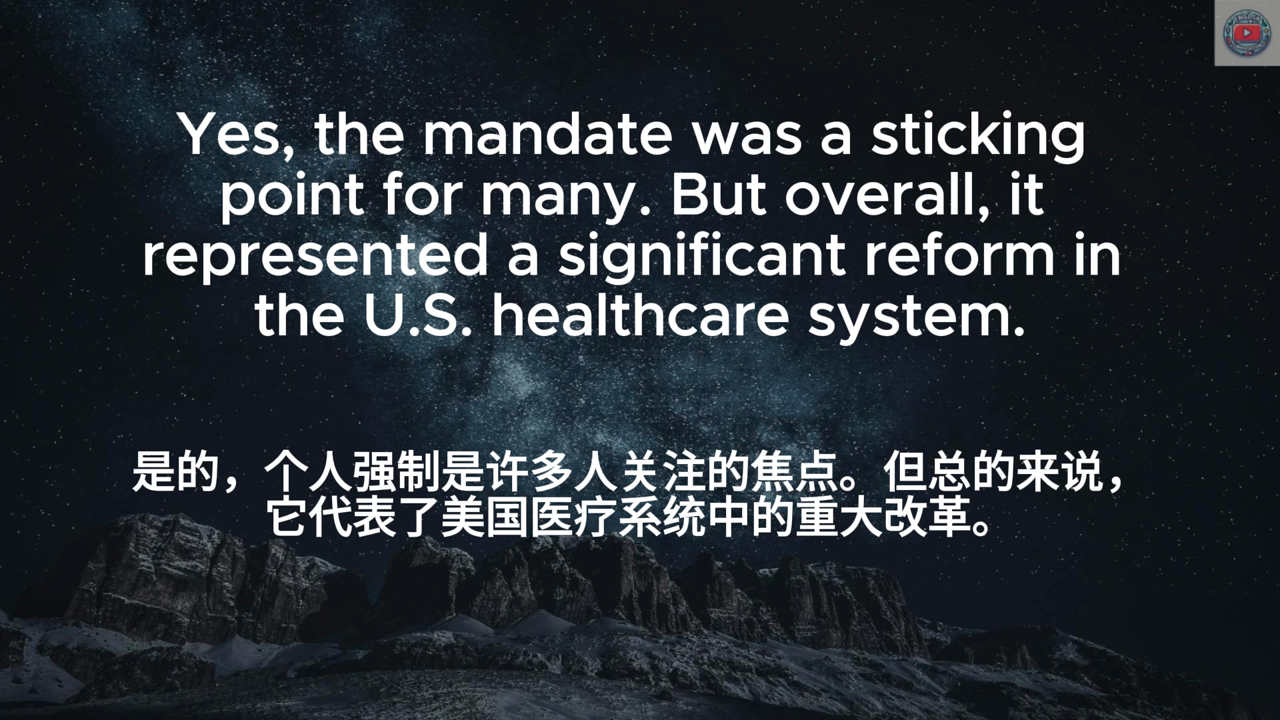 Yes, the mandate was a sticking
point for many. But overall, it
represented a significant reform in
the U.S. healthcare system.
是的，个人强制是许多人关注的焦点。但总的来说，
它代表了美国医疗系统中的重大改革。